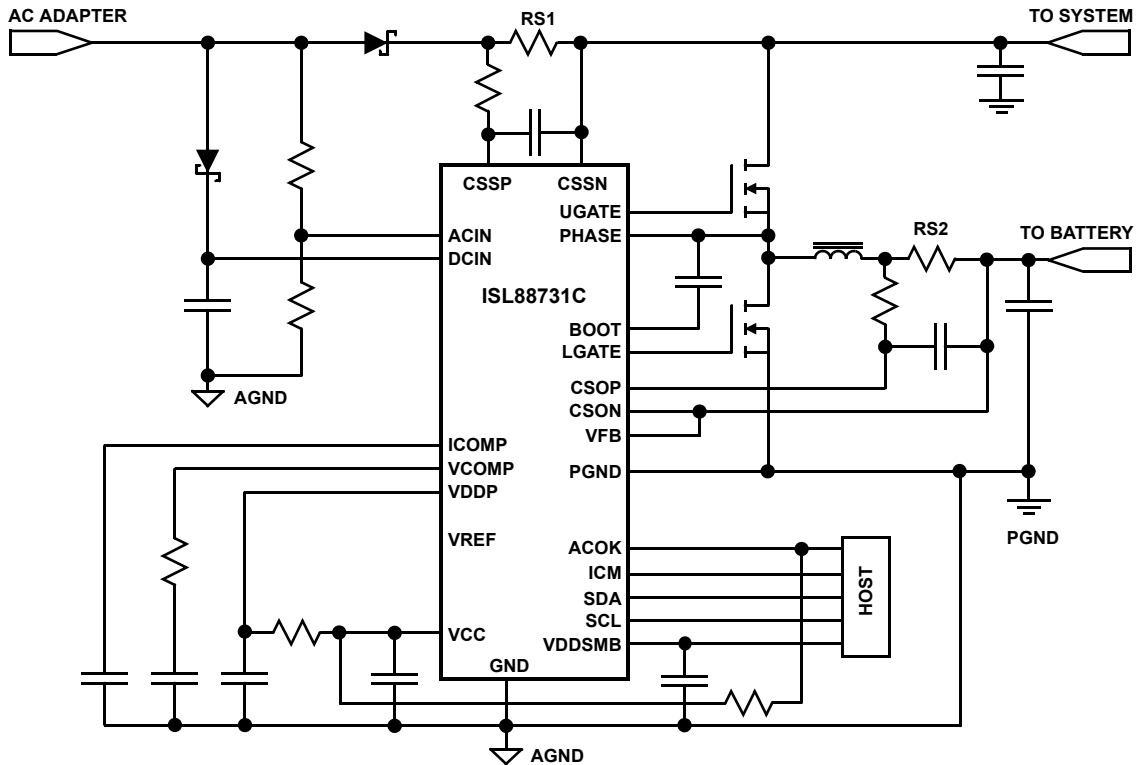 AC ADAPTER
RS1
TO SYSTEM
CSSP
CSSN
UGATE
PHASE
ACIN
DCIN
RS2
TO BATTERY
ISL88731C
BOOT
LGATE
CSOP
CSON
VFB
AGND
ICOMP
VCOMP
VDDP
PGND
VREF
PGND
ACOK
ICM
SDA
SCL
VDDSMB
HOST
VCC
GND
AGND